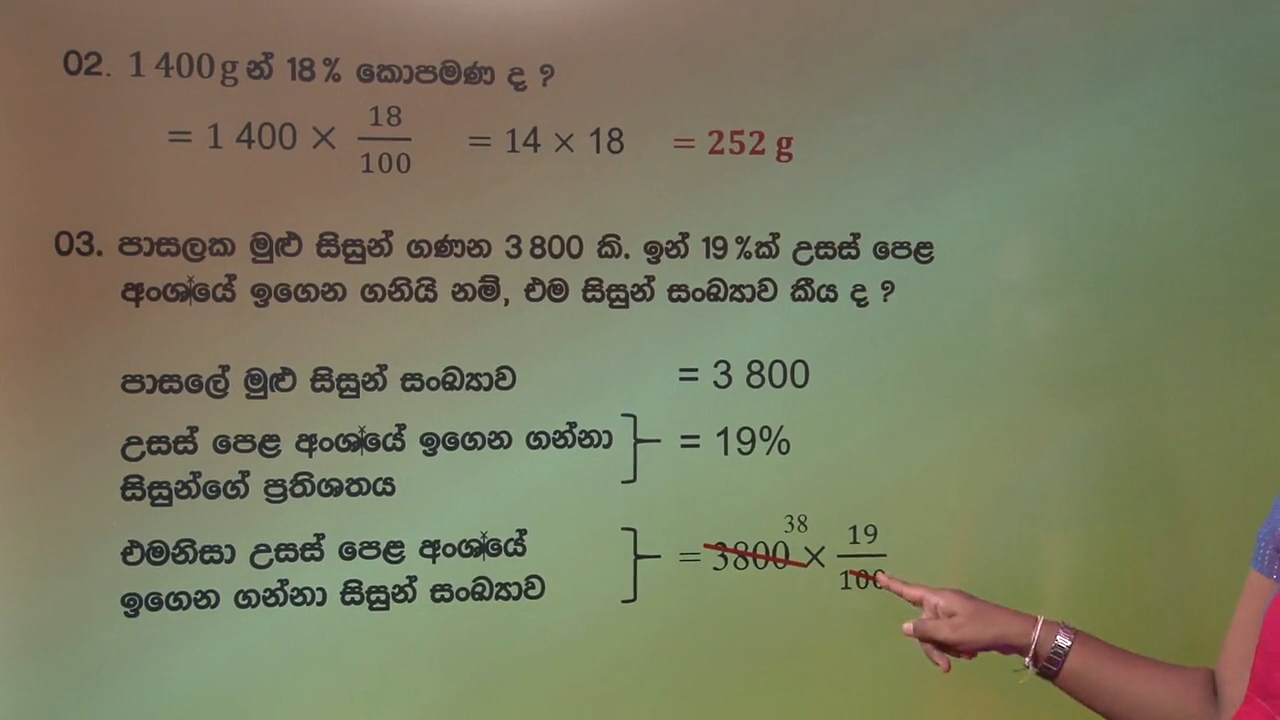 02. 1 400g න් 18 % කොපමණ ද ?
= 1 400 × 18/100 = 14 × 18 = 252 g
03. පාසලක මුළු සිසුන් ගණන 3 800 කි. ඉන් 19 %ක් උසස් පෙළ
අංශයේ ඉගෙන ගනියි නම්, එම සිසුන් සංඛ්‍යාව කීය ද ?
පාසලේ මුළු සිසුන් සංඛ්‍යාව = 3 800
උසස් පෙළ අංශයේ ඉගෙන ගන්නා
සිසුන්ගේ ප්‍රතිශතය = 19%
එමනිසා උසස් පෙළ අංශයේ
ඉගෙන ගන්නා සිසුන් සංඛ්‍යාව = 3800 38 × 19/100